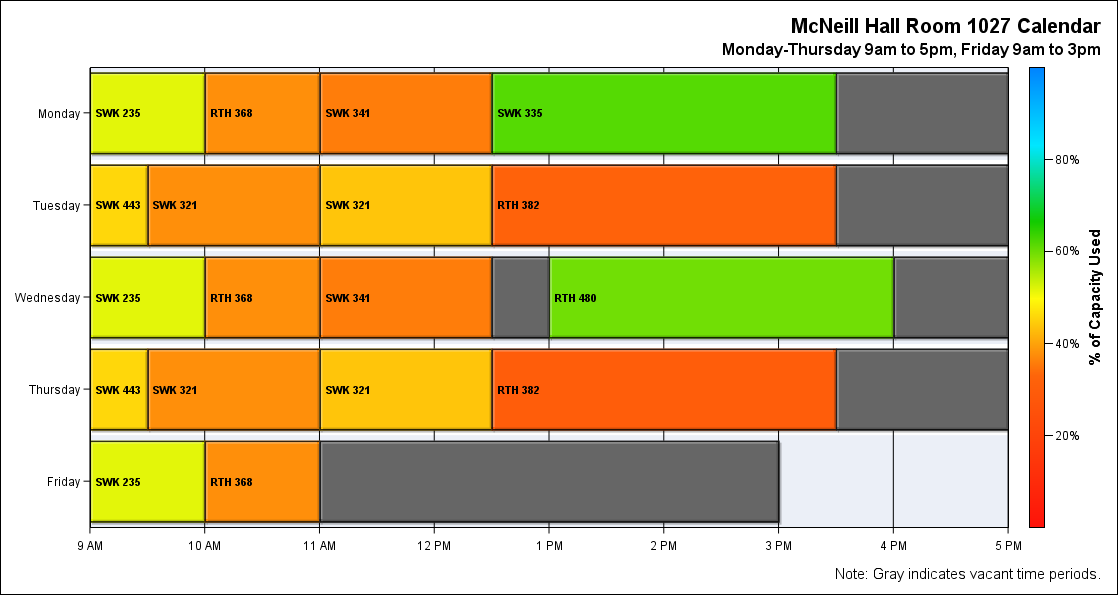 McNeill Hall Room 1027 Calendar
Monday-Thursday 9am to 5pm, Friday 9am to 3pm
Monday
SWK 235
RTH 368
SWK 341
SWK 335
Tuesday
SWK 443
SWK 321
SWK 321
RTH 382
Wednesday
SWK 235
RTH 368
SWK 341
RTH 480
Thursday
SWK 443
SWK 321
SWK 321
RTH 382
Friday
SWK 235
RTH 368
9 AM
10 AM
11 AM
12 PM
1 PM
2 PM
3 PM
4 PM
5 PM
80%
60%
40%
20%
% of Capacity Used
Note: Gray indicates vacant time periods.